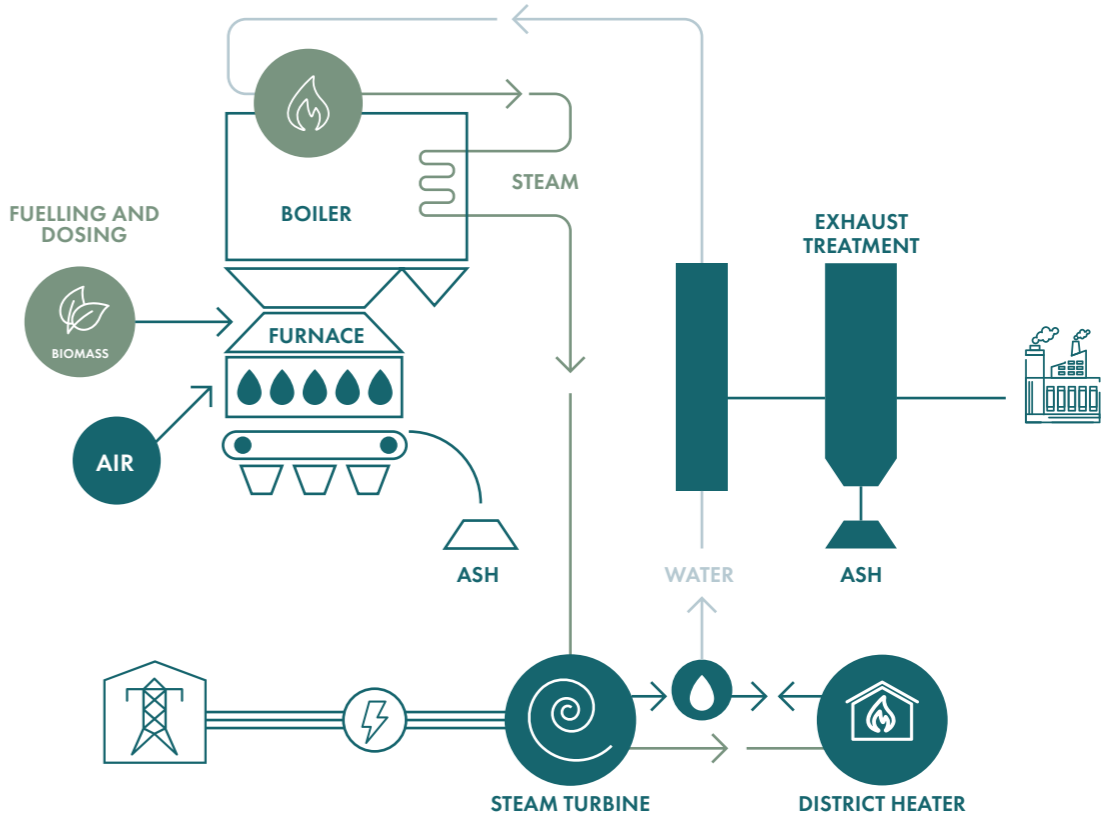 STEAM
FUELLING AND
DOSING
BOILER
EXHAUST
TREATMENT
FURNACE
BIOMASS
AIR
ASH
WATER
ASH
STEAM TURBINE
DISTRICT HEATER